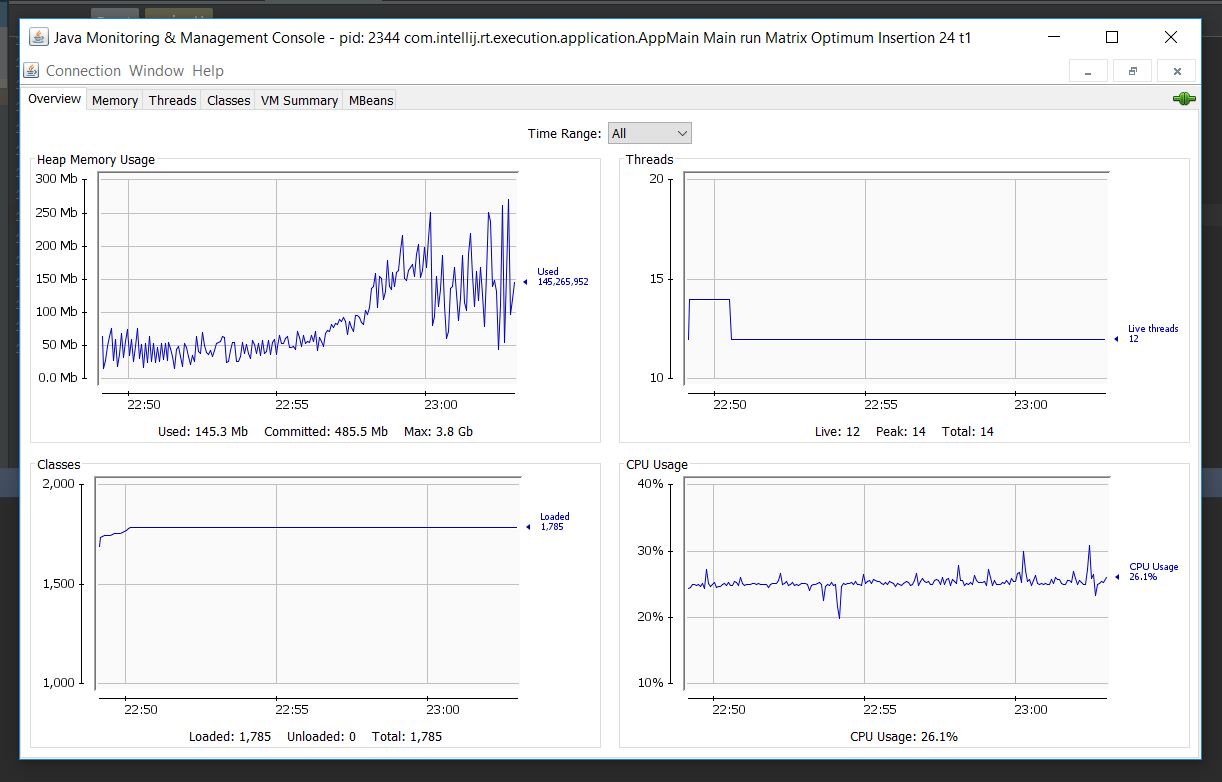 Java Monitoring & Management Console - pid: 2344 com.intellij.rt.execution.application.AppMain Main run Matrix Optimum Insertion 24 t1
Connection Window Help
Overview Memory Threads Classes VM Summary MBeans
Time Range: All
Heap Memory Usage
300 Mb
250 Mb
200 Mb
150 Mb
100 Mb
50 Mb
0.0 Mb
Used
145,265,952
22:50 22:55 23:00
Used: 145.3 Mb Committed: 485.5 Mb Max: 3.8 Gb
Threads
20
15
10
Live threads
12
22:50 22:55 23:00
Live: 12 Peak: 14 Total: 14
Classes
2,000
1,500
1,000
Loaded
1,785
22:50 22:55 23:00
Loaded: 1,785 Unloaded: 0 Total: 1,785
CPU Usage
40%
30%
20%
10%
CPU Usage
26.1%
22:50 22:55 23:00
CPU Usage: 26.1%